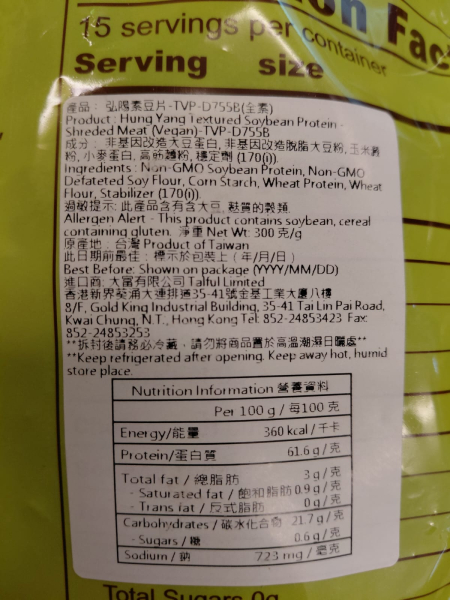 on Fac
15 servings per container
Serving size
產品： 弘陽素豆片-TVP-D755B(全素)
Product : Hung Yang Textured Soybean Protein -
Shreded Meat (Vegan)-TVP-D755B
成分： 非基因改造大豆蛋白, 非基因改造脫脂大豆粉, 玉米澱
粉, 小麥蛋白, 高筋麵粉, 穩定劑 (170(i)).
Ingredients : Non-GMO Soybean Protein, Non-GMO
Defateted Soy Flour, Corn Starch, Wheat Protein, Wheat
Flour, Stabilizer (170(i))
過敏提示: 此產品含有含大豆, 麩質的穀類.
Allergen Alert - This product contains soybean, cereal
containing gluten. 淨重 Net Wt: 300 克/g
原產地： 台灣 Product of Taiwan
此日期前最佳： 標示於包裝上 ( 年/月/日 )
Best Before: Shown on package (YYYY/MM/DD)
進口商: 大富有限公司 Talful Limited
香港新界葵涌大連排道35-41號金基工業大廈八樓
8/F, Gold King Industrial Building, 35-41 Tai Lin Pai Road,
Kwai Chung, N.T., Hong Kong Tel: 852-24853423 Fax:
852-24853253
**拆封後請務必冷藏，請勿將商品置於高溫潮濕日曬處**
**Keep refrigerated after opening. Keep away hot, humid
store place.
Nutrition Information 營養資料
Per 100 g / 每100 克
Energy/能量 360 kcal / 千卡
Protein/蛋白質 61.6 g / 克
Total fat / 總脂肪 3 g / 克
- Saturated fat / 飽和脂肪 0.9 g / 克
- Trans fat / 反式脂肪 0 g / 克
Carbohydrates / 碳水化合物 21.7 g / 克
- Sugars / 糖 0.6 g / 克
Sodium / 鈉 723 mg / 毫克
Total Sugars 0g